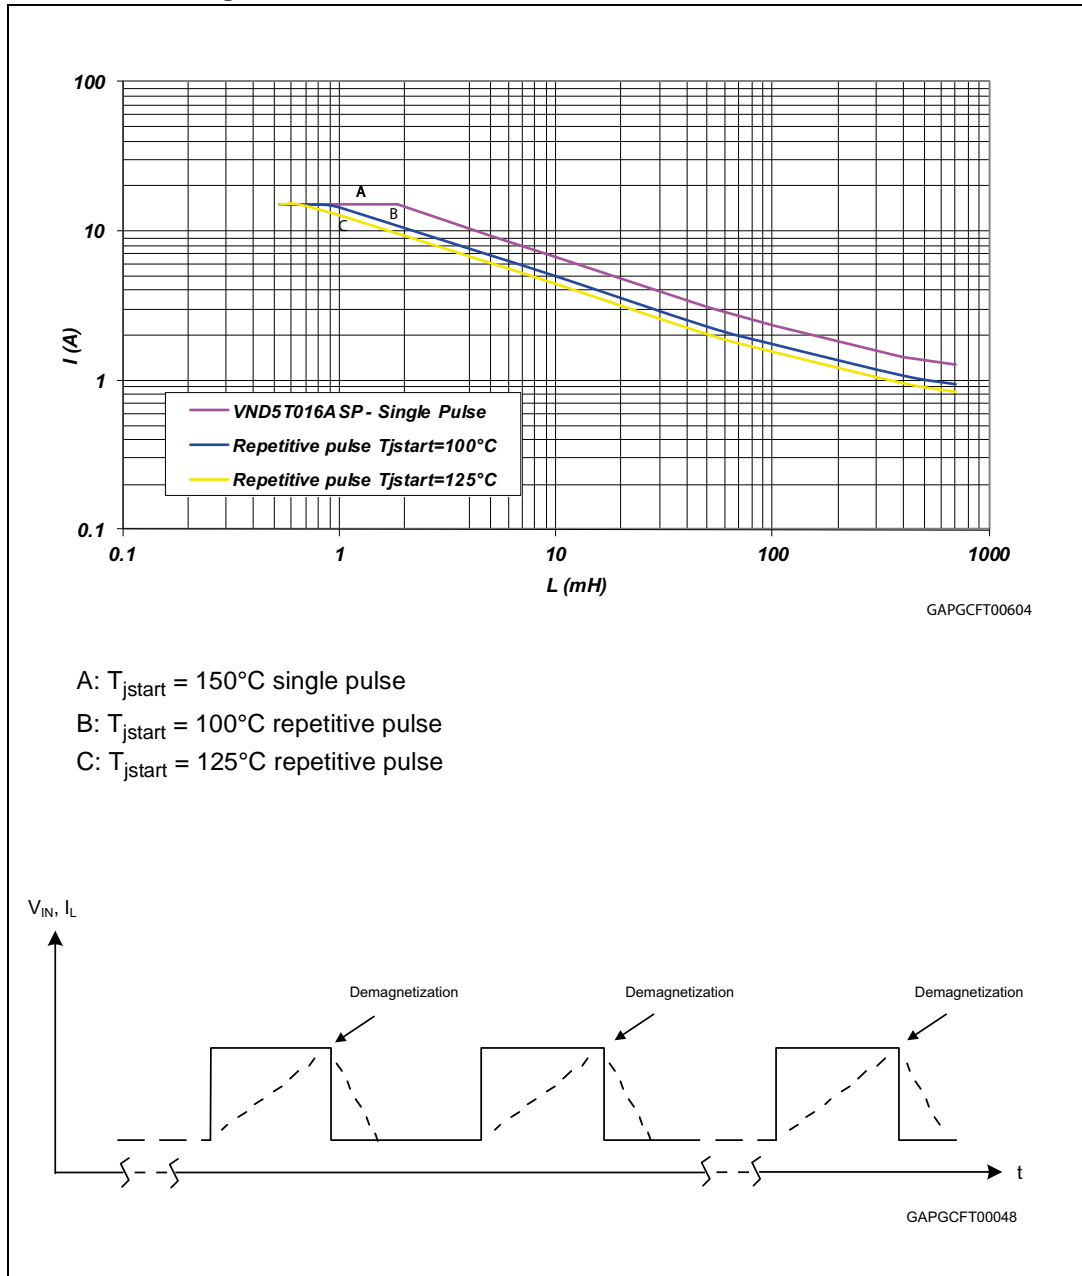 100
10
1
0.1
I (A)
A
B
C
VND5T016ASP - Single Pulse
Repetitive pulse Tjstart=100°C
Repetitive pulse Tjstart=125°C
0.1
1
10
100
1000
L (mH)
GAPGCFT00604
A: Tjstart = 150°C single pulse
B: Tjstart = 100°C repetitive pulse
C: Tjstart = 125°C repetitive pulse
VIN, IL
Demagnetization
Demagnetization
Demagnetization
t
GAPGCFT00048